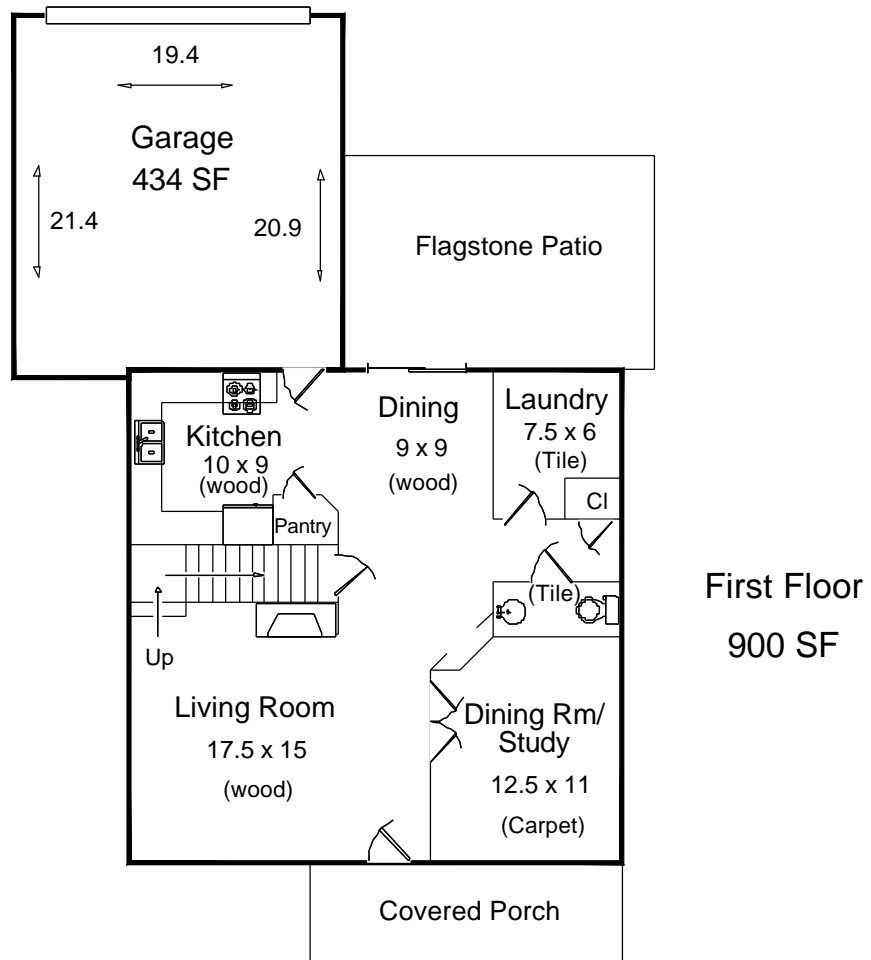 19.4
Garage
434 SF
21.4
20.9
Flagstone Patio
Dining
9 x 9
(wood)
Laundry
7.5 x 6
(Tile)
Kitchen
10 x 9
(wood)
Cl
Pantry
(Tile)
First Floor
900 SF
Up
Living Room
17.5 x 15
(wood)
Dining Rm/
Study
12.5 x 11
(Carpet)
Covered Porch